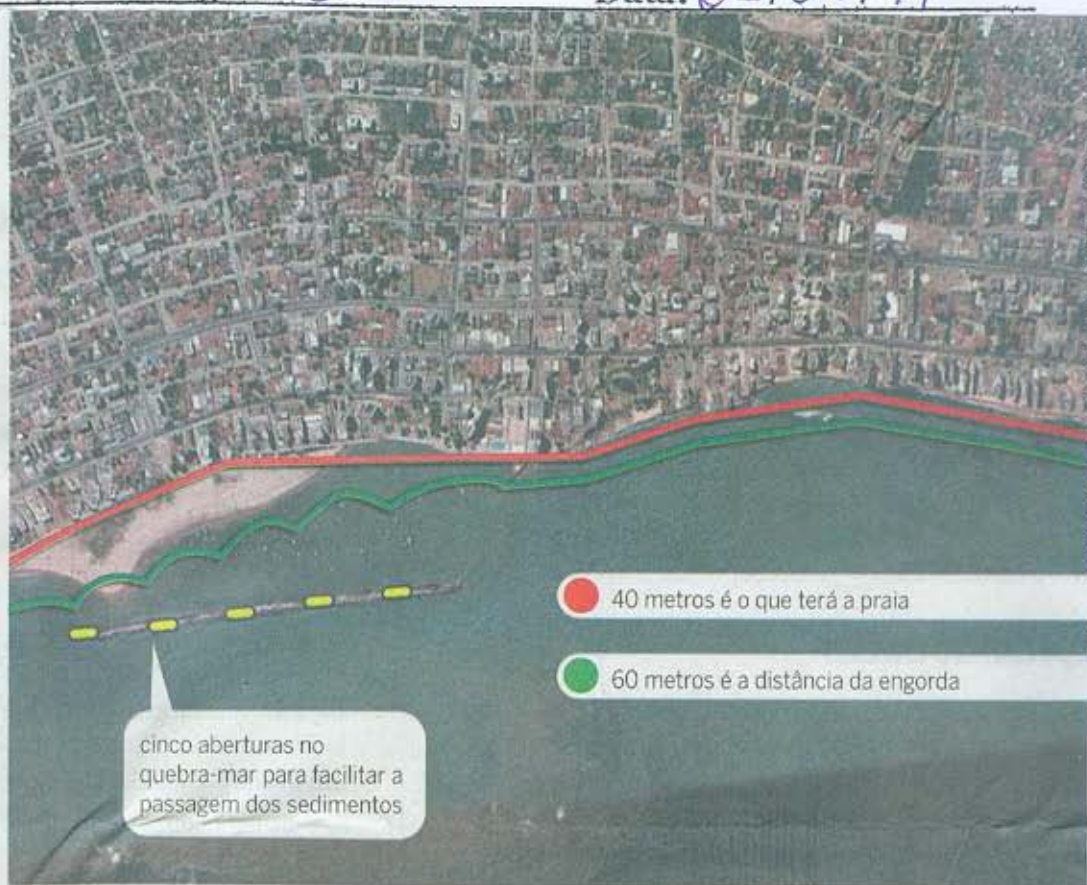 Data:
40 metros é o que terá a praia
60 metros é a distância da engorda
cinco aberturas no
quebra-mar para facilitar a
passagem dos sedimentos